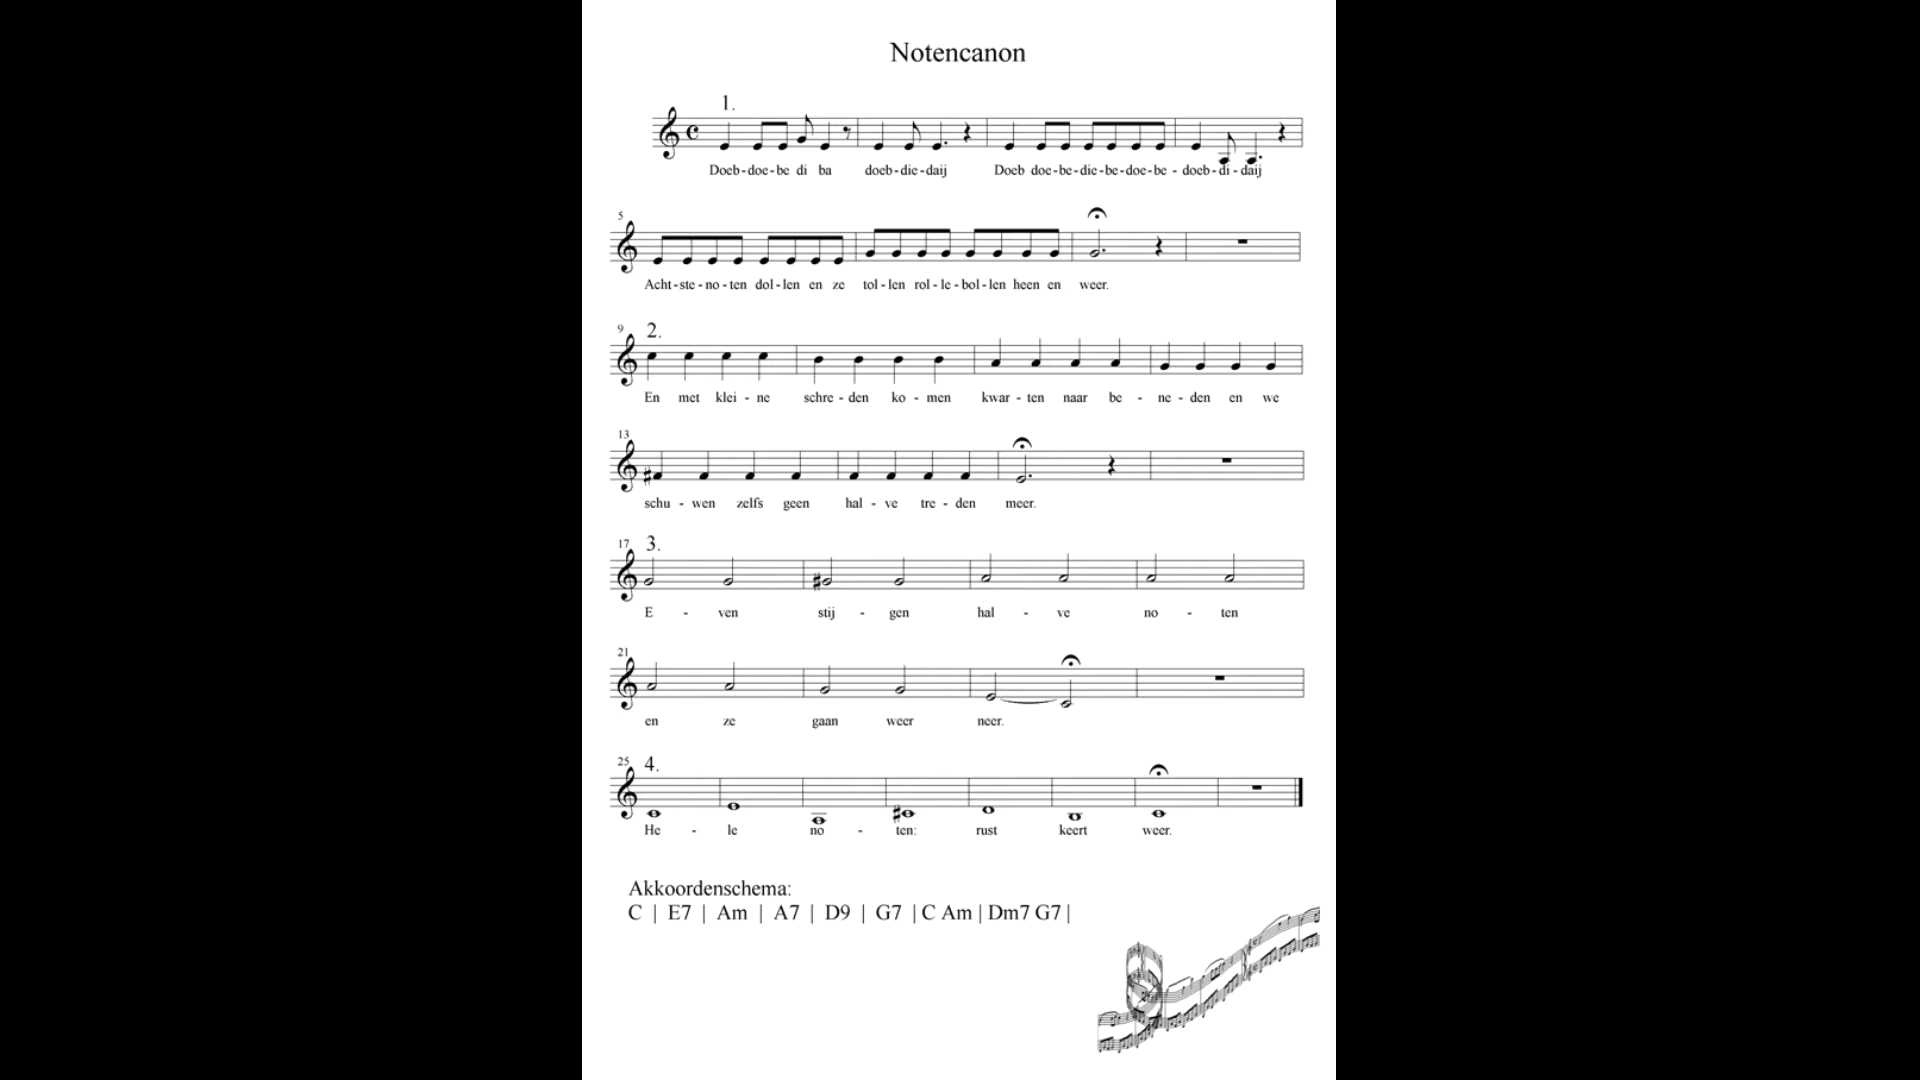 Notencanon
1.
Doeb-doe-be di ba doeb-die-daij Doeb doe-be-die-be-doe-be - doeb-di-daij
5
Acht-ste-no-ten dol-len en ze tol-len rol-le-bol-len heen en weer.
9 2.
En met klei - ne schre - den ko - men kwar - ten naar be - ne - den en we
13
schu - wen zelfs geen hal - ve tre - den meer.
17 3.
E - ven stij - gen hal - ve no - ten
21
en ze gaan weer neer.
25 4.
He - le no - ten: rust keert weer.
Akkoordenschema:
C | E7 | Am | A7 | D9 | G7 | C Am | Dm7 G7 |